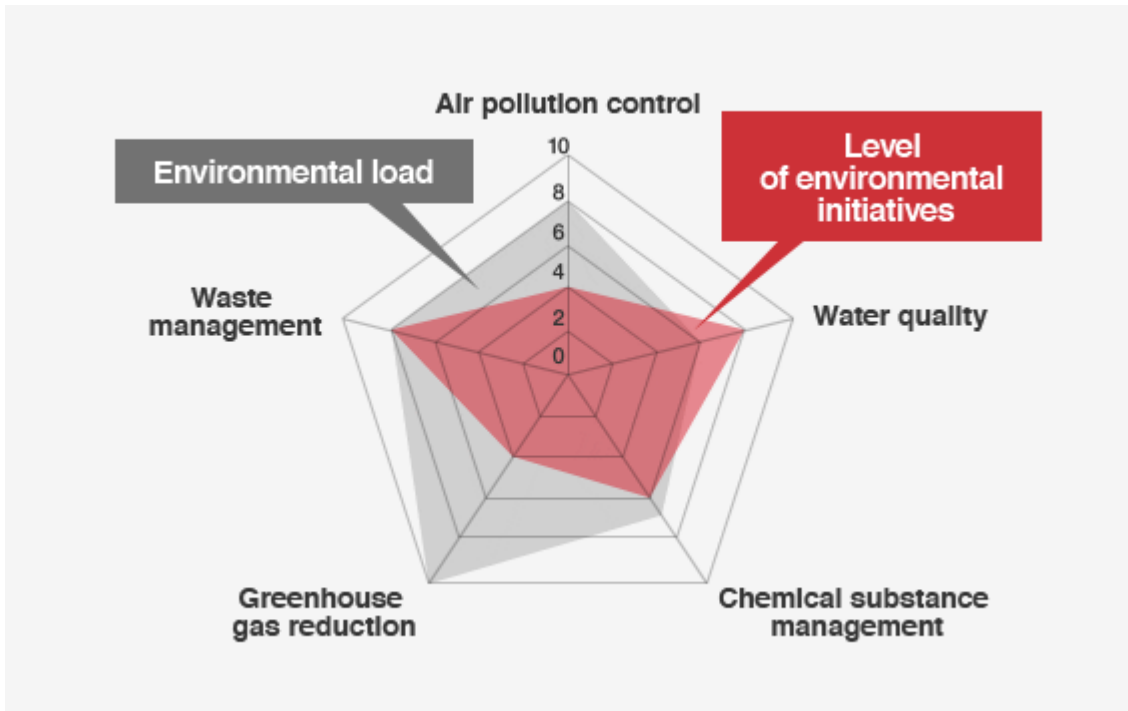 Air pollution control
Environmental load
Level
of environmental
initiatives
10
8
6
4
2
0
Waste
management
Water quality
Greenhouse
gas reduction
Chemical substance
management